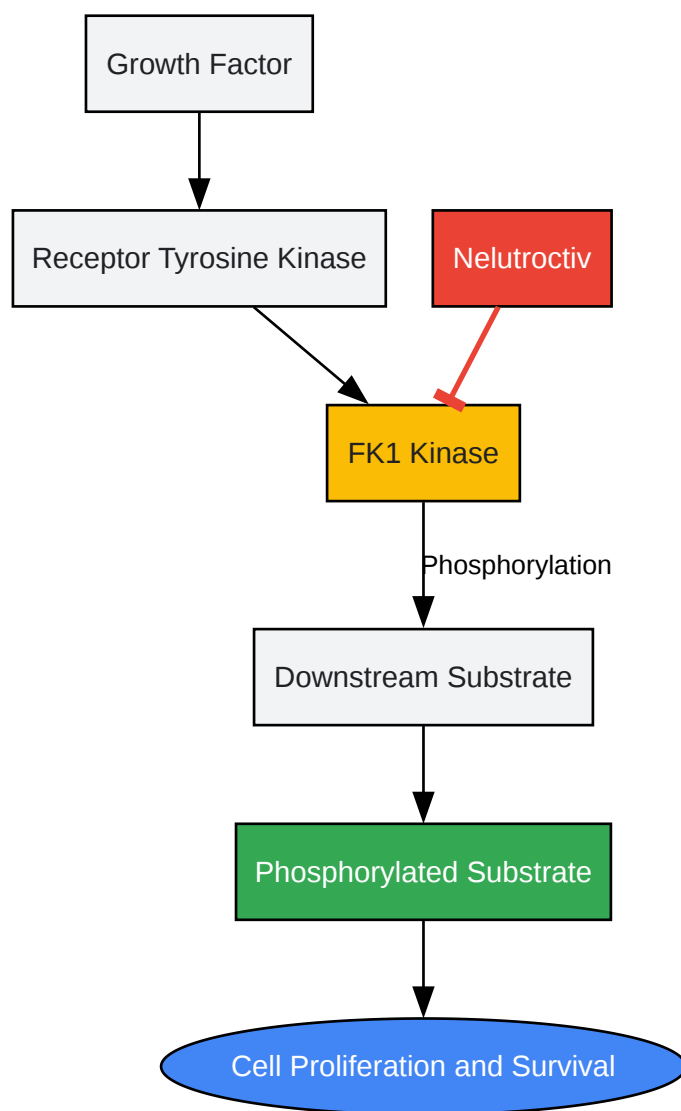 Growth Factor
Receptor Tyrosine Kinase
Nelutroctiv
FK1 Kinase
Phosphorylation
Downstream Substrate
Phosphorylated Substrate
Cell Proliferation and Survival